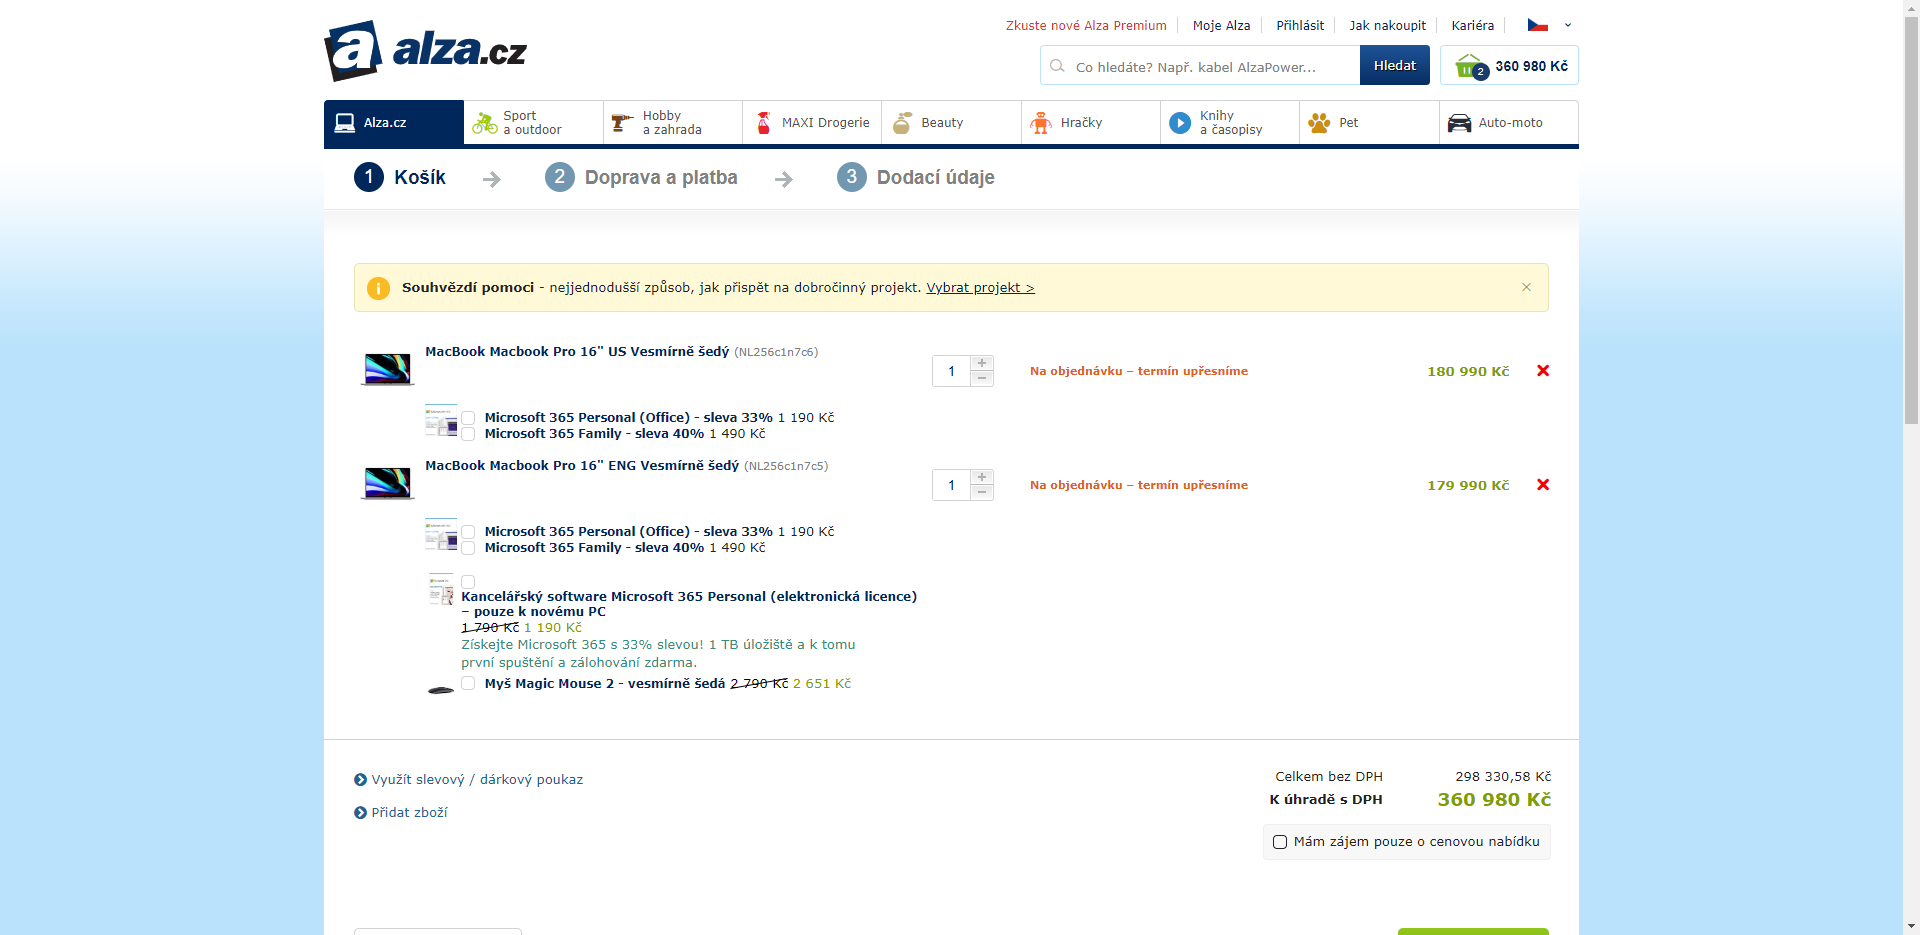 alza.cz
Zkuste nové Alza Premium
Moje Alza
Přihlásit
Jak nakoupit
Kariéra
Co hledáte? Např. kabel AlzaPower...
Hledat
2
360 980 Kč
Alza.cz
Sport
a outdoor
Hobby
a zahrada
MAXI Drogerie
Beauty
Hračky
Knihy
a časopisy
Pet
Auto-moto
1 Košík
2 Doprava a platba
3 Dodací údaje
Souhvězdí pomoci - nejjednodušší způsob, jak přispět na dobročinný projekt. Vybrat projekt >
MacBook Macbook Pro 16" US Vesmírně šedý (NL256c1n7c6)
1
Na objednávku – termín upřesníme
180 990 Kč
Microsoft 365 Personal (Office) - sleva 33% 1 190 Kč
Microsoft 365 Family - sleva 40% 1 490 Kč
MacBook Macbook Pro 16" ENG Vesmírně šedý (NL256c1n7c5)
1
Na objednávku – termín upřesníme
179 990 Kč
Microsoft 365 Personal (Office) - sleva 33% 1 190 Kč
Microsoft 365 Family - sleva 40% 1 490 Kč
Kancelářský software Microsoft 365 Personal (elektronická licence)
– pouze k novému PC
1 790 Kč 1 190 Kč
Získejte Microsoft 365 s 33% slevou! 1 TB úložiště a k tomu
první spuštění a zálohování zdarma.
Myš Magic Mouse 2 - vesmírně šedá 2 790 Kč 2 651 Kč
Využít slevový / dárkový poukaz
Přidat zboží
Celkem bez DPH 298 330,58 Kč
K úhradě s DPH 360 980 Kč
Mám zájem pouze o cenovou nabídku